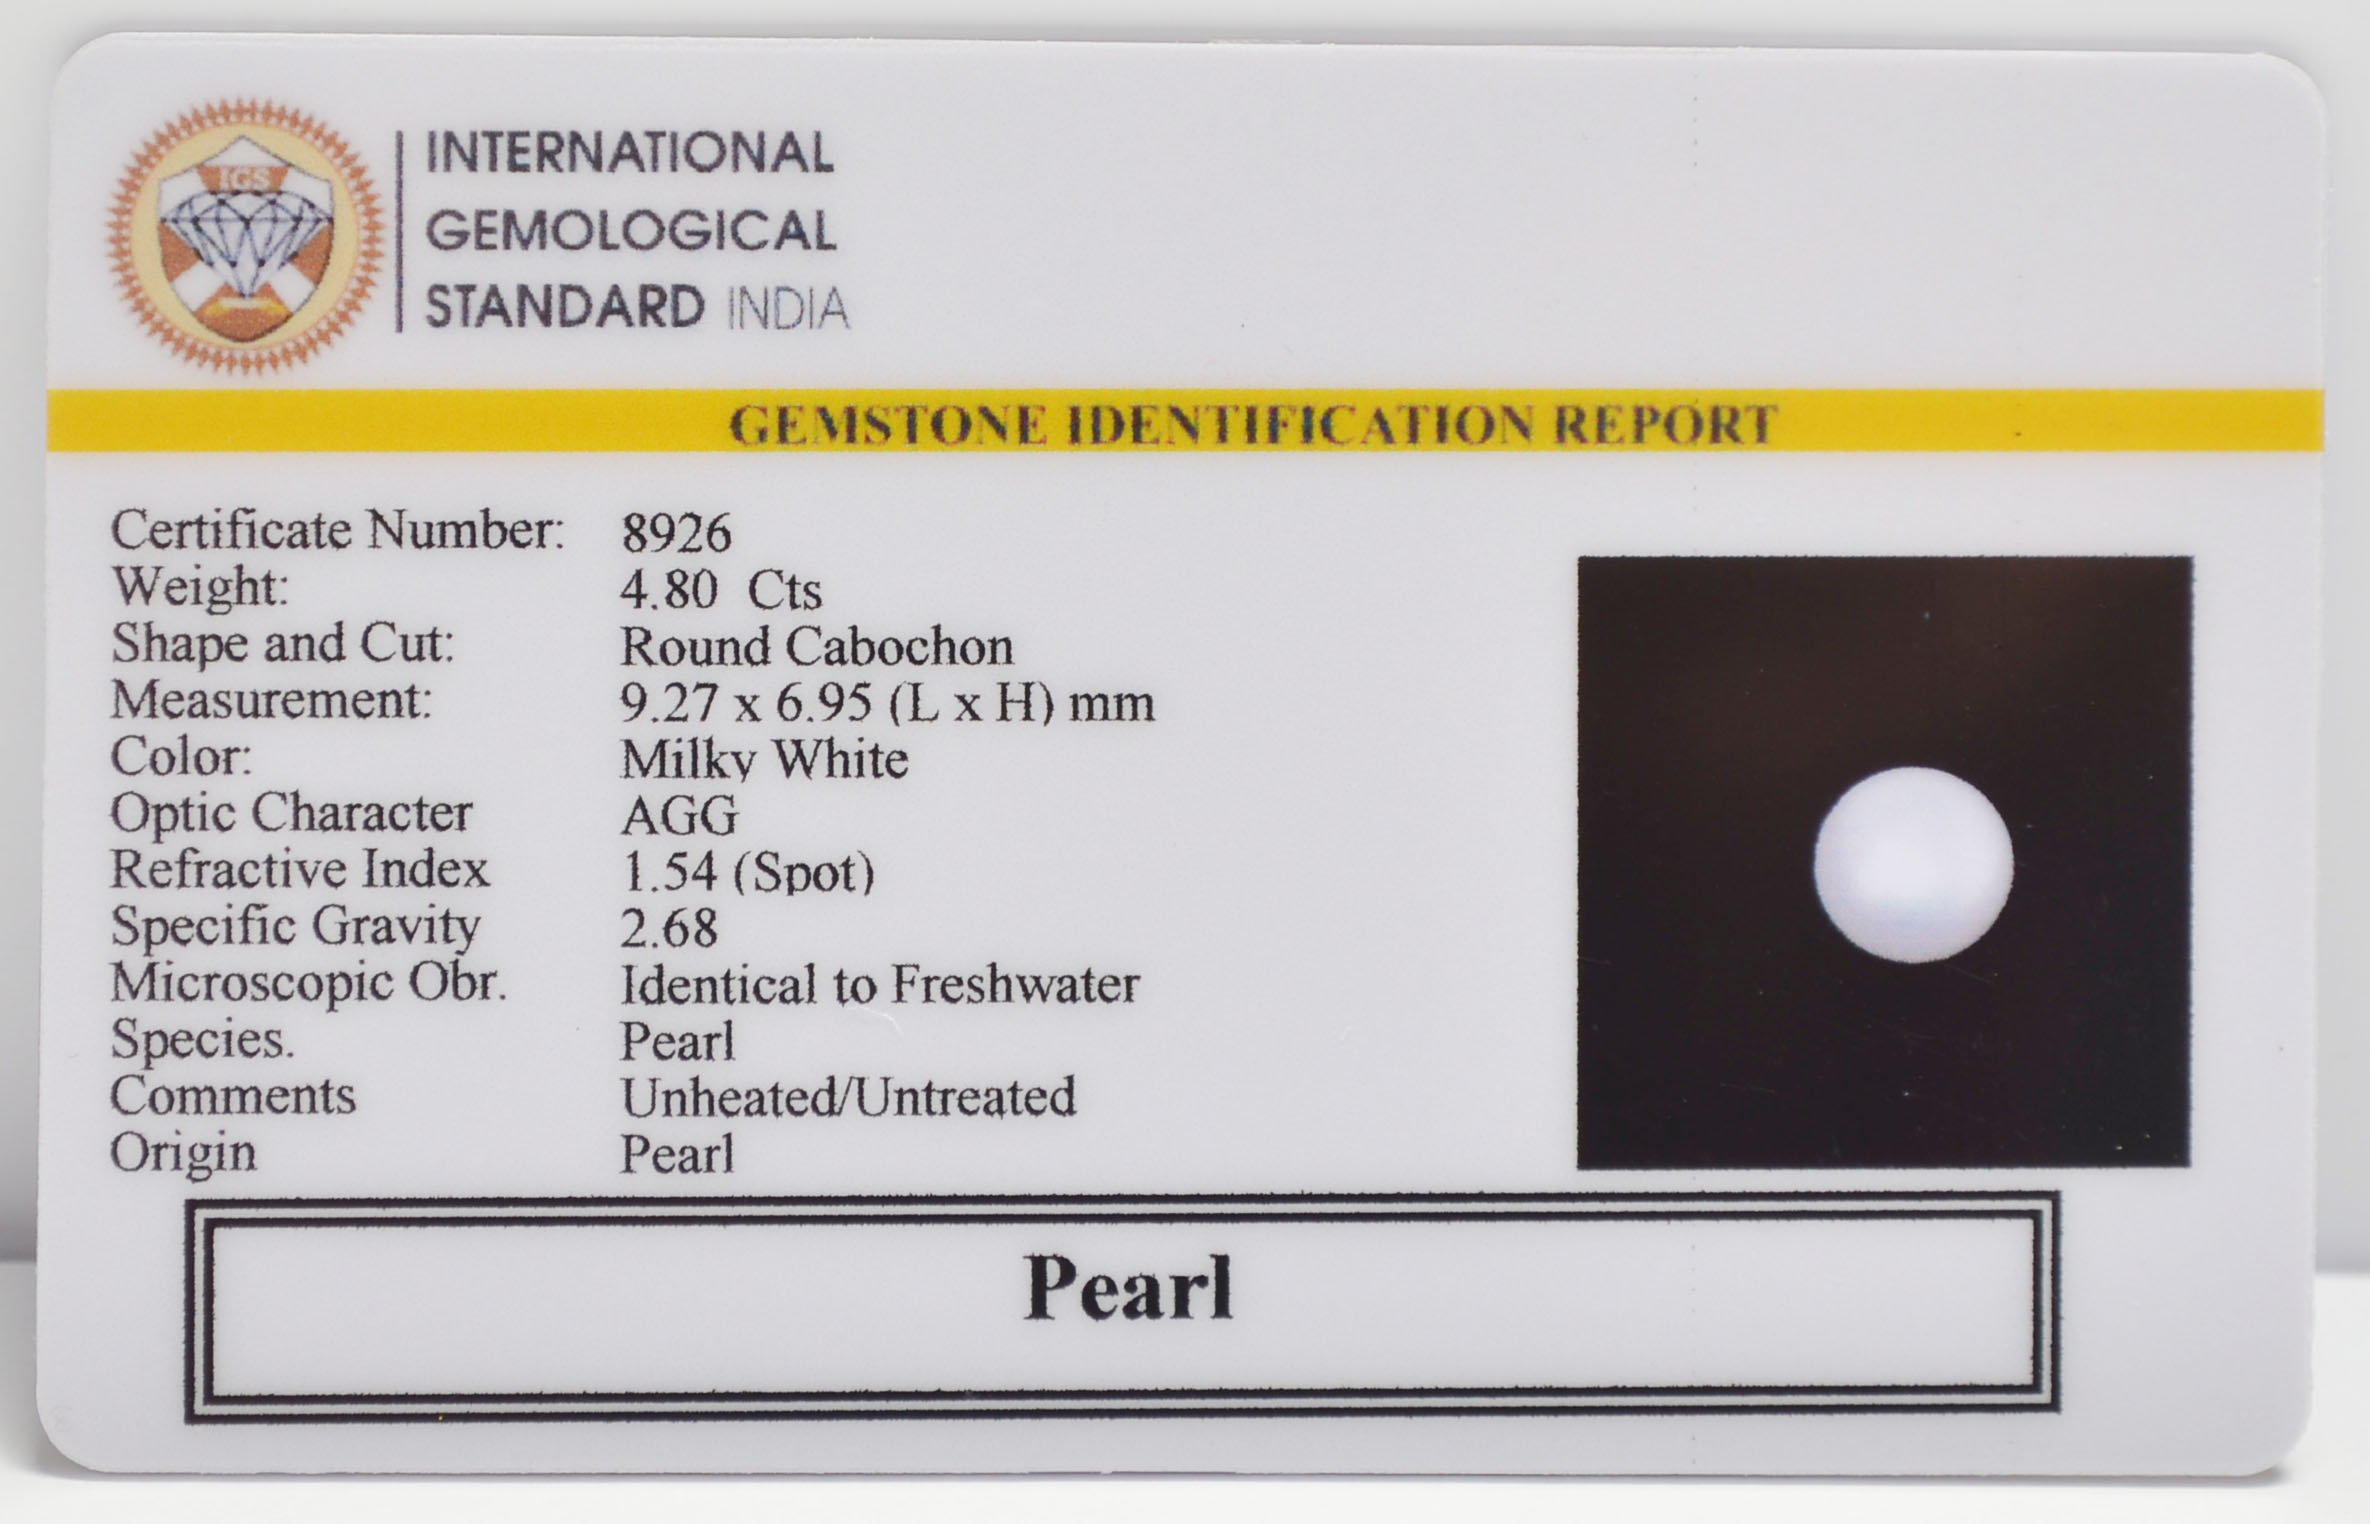 IGS
INTERNATIONAL
GEMOLOGICAL
STANDARD INDIA
GEMSTONE IDENTIFICATION REPORT
Certificate Number: 8926
Weight: 4.80 Cts
Shape and Cut: Round Cabochon
Measurement: 9.27 x 6.95 (L x H) mm
Color: Milky White
Optic Character AGG
Refractive Index 1.54 (Spot)
Specific Gravity 2.68
Microscopic Obr. Identical to Freshwater
Species. Pearl
Comments Unheated/Untreated
Origin Pearl
Pearl